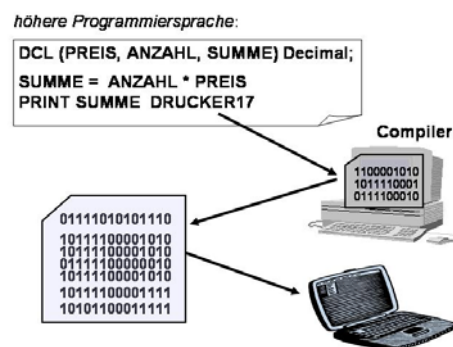 höhere Programmiersprache:
DCL (PREIS, ANZAHL, SUMME) Decimal;
SUMME = ANZAHL * PREIS
PRINT SUMME DRUCKER17
Compiler
1100001010
1011110001
0111100010
01111010101110
10111100001010
10111100001010
01111100000010
10111100001010
10111100001111
10101100011111